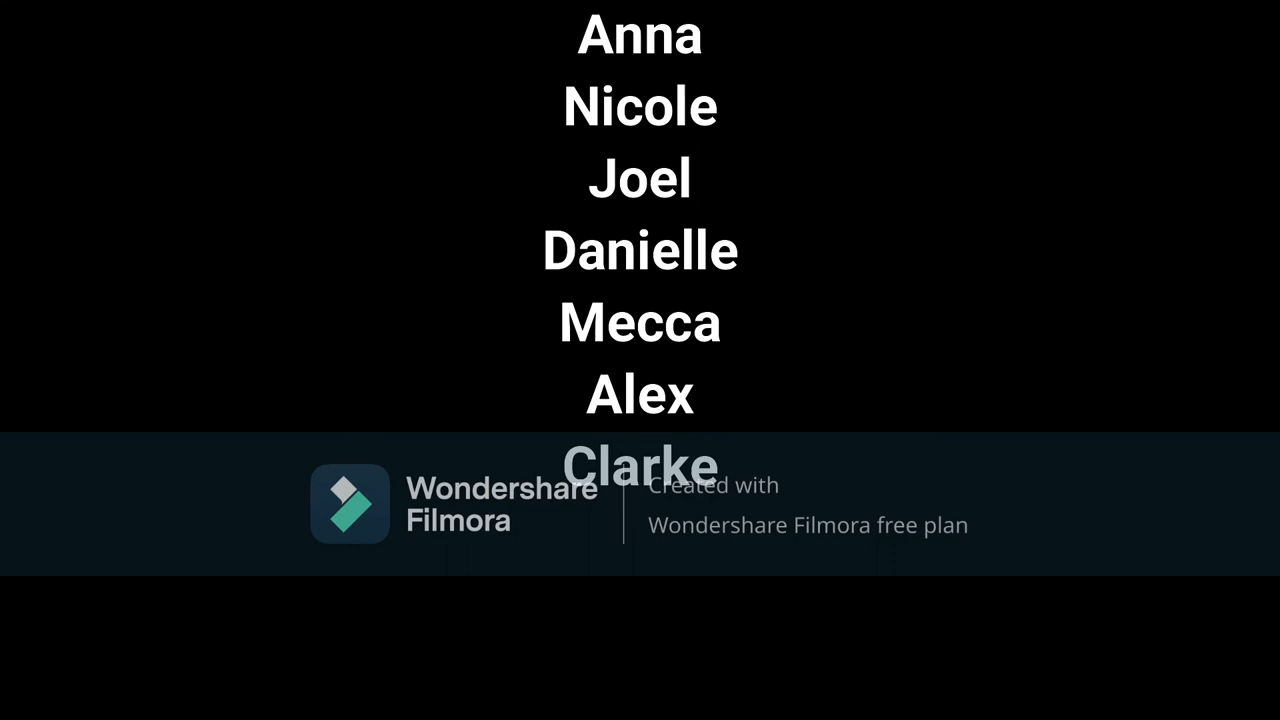 Anna
Nicole
Joel
Danielle
Mecca
Alex
Clarke
Wondershare
Filmora
Created with
Wondershare Filmora free plan